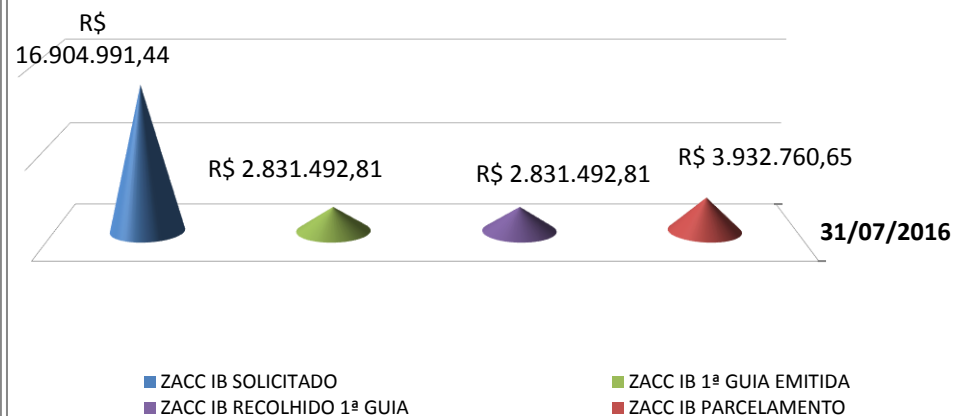 R$
16.904.991,44
R$ 2.831.492,81
R$ 2.831.492,81
R$ 3.932.760,65
31/07/2016
ZACC IB SOLICITADO
ZACC IB 1ª GUIA EMITIDA
ZACC IB RECOLHIDO 1ª GUIA
ZACC IB PARCELAMENTO